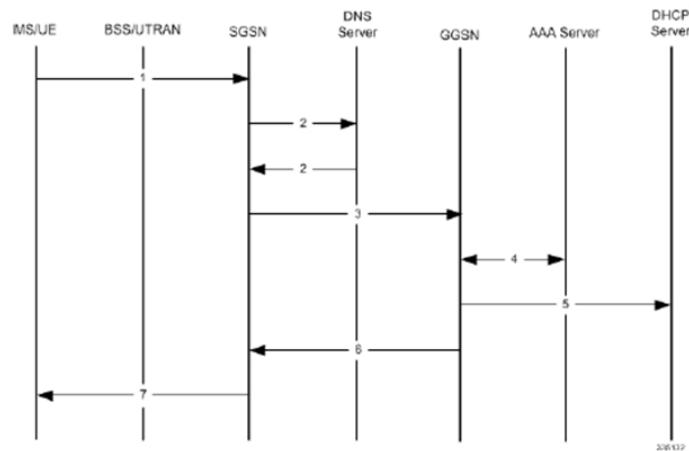 MS/UE
BSS/UTRAN
SGSN
DNS
Server
GGSN
AAA Server
DHCP
Server
1
2
2
3
4
5
6
7